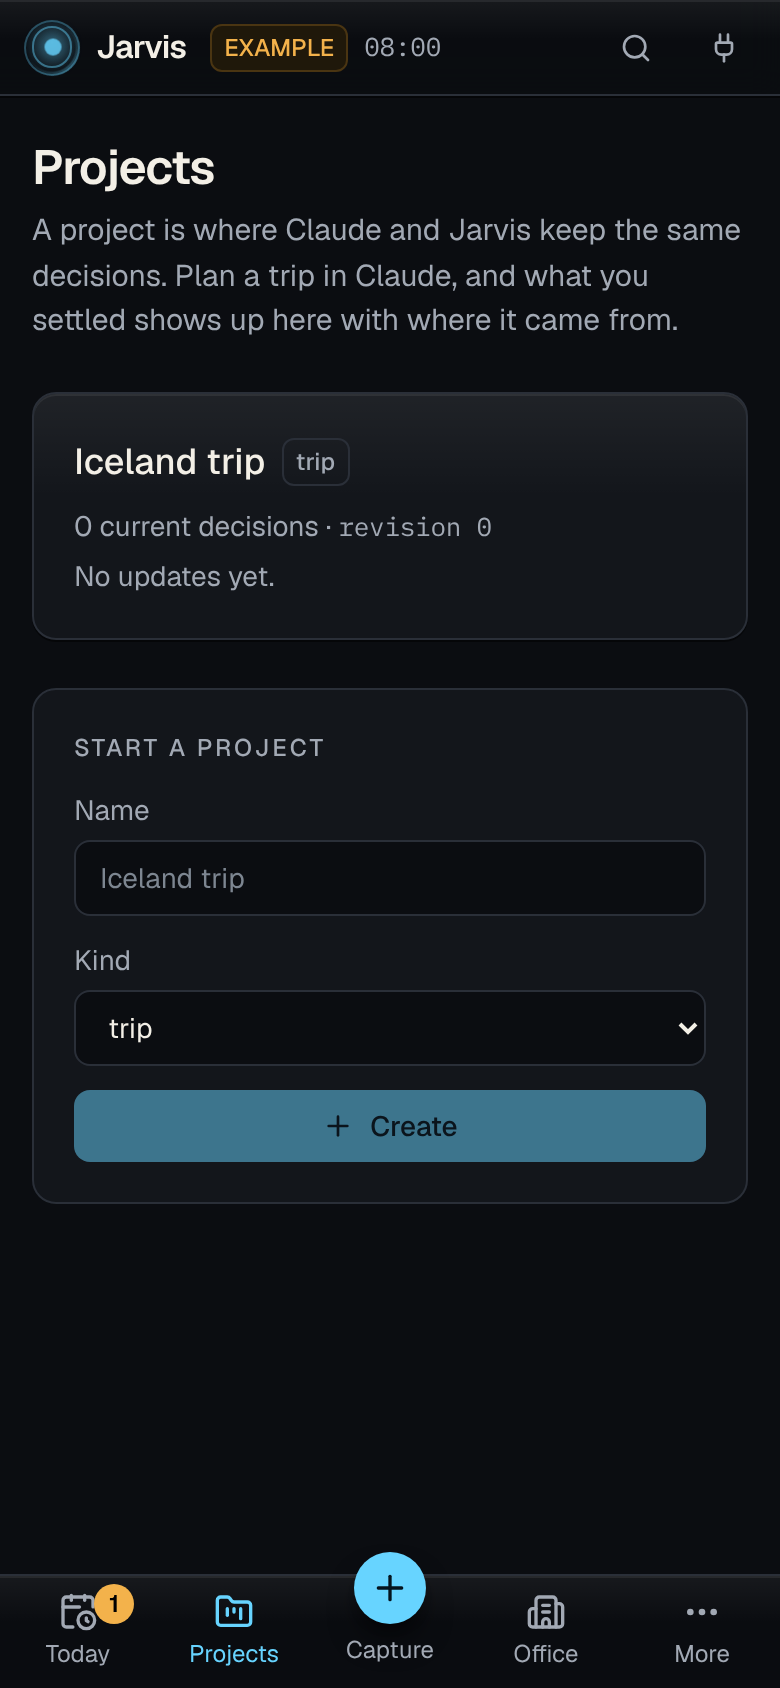 Jarvis EXAMPLE 08:00
Projects
A project is where Claude and Jarvis keep the same
decisions. Plan a trip in Claude, and what you
settled shows up here with where it came from.
Iceland trip trip
0 current decisions · revision 0
No updates yet.
START A PROJECT
Name
Iceland trip
Kind
trip
+ Create
1
Today Projects Capture Office More